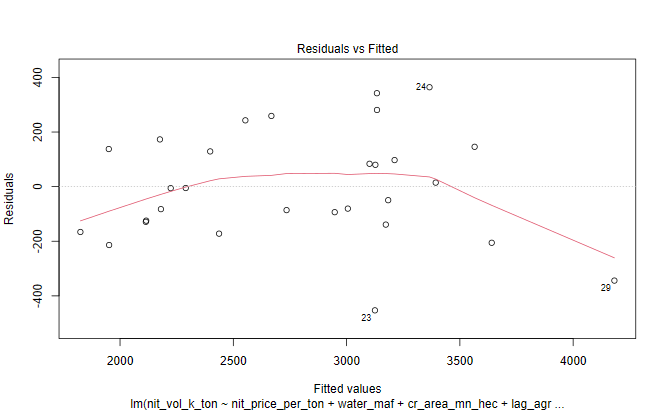 Residuals vs Fitted
Residuals
400
200
0
-200
-400
24
23
29
2000 2500 3000 3500 4000
Fitted values
lm(nit_vol_k_ton ~ nit_price_per_ton + water_maf + cr_area_mn_hec + lag_agr ...